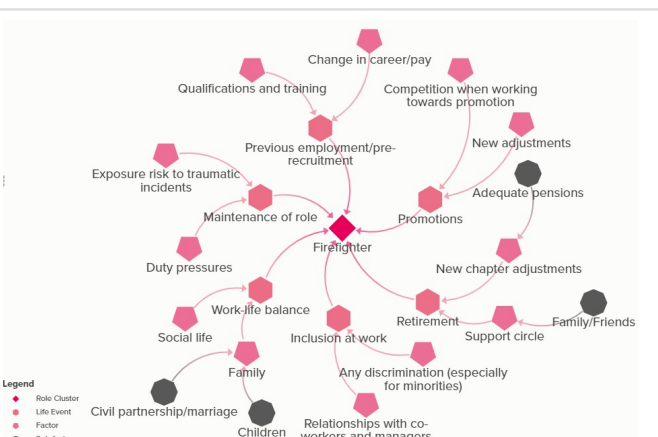 Change in career/pay
Qualifications and training
Competition when working
towards promotion
New adjustments
Previous employment/pre-
recruitment
Exposure risk to traumatic
incidents
Adequate pensions
Maintenance of role
Promotions
Firefighter
Duty pressures
New chapter adjustments
Work-life balance
Social life
Inclusion at work
Retirement
Support circle
Family/Friends
Family
Any discrimination (especially
for minorities)
Civil partnership/marriage
Children
Relationships with co-
workers and managers
Legend
Role Cluster
Life Event
Factor